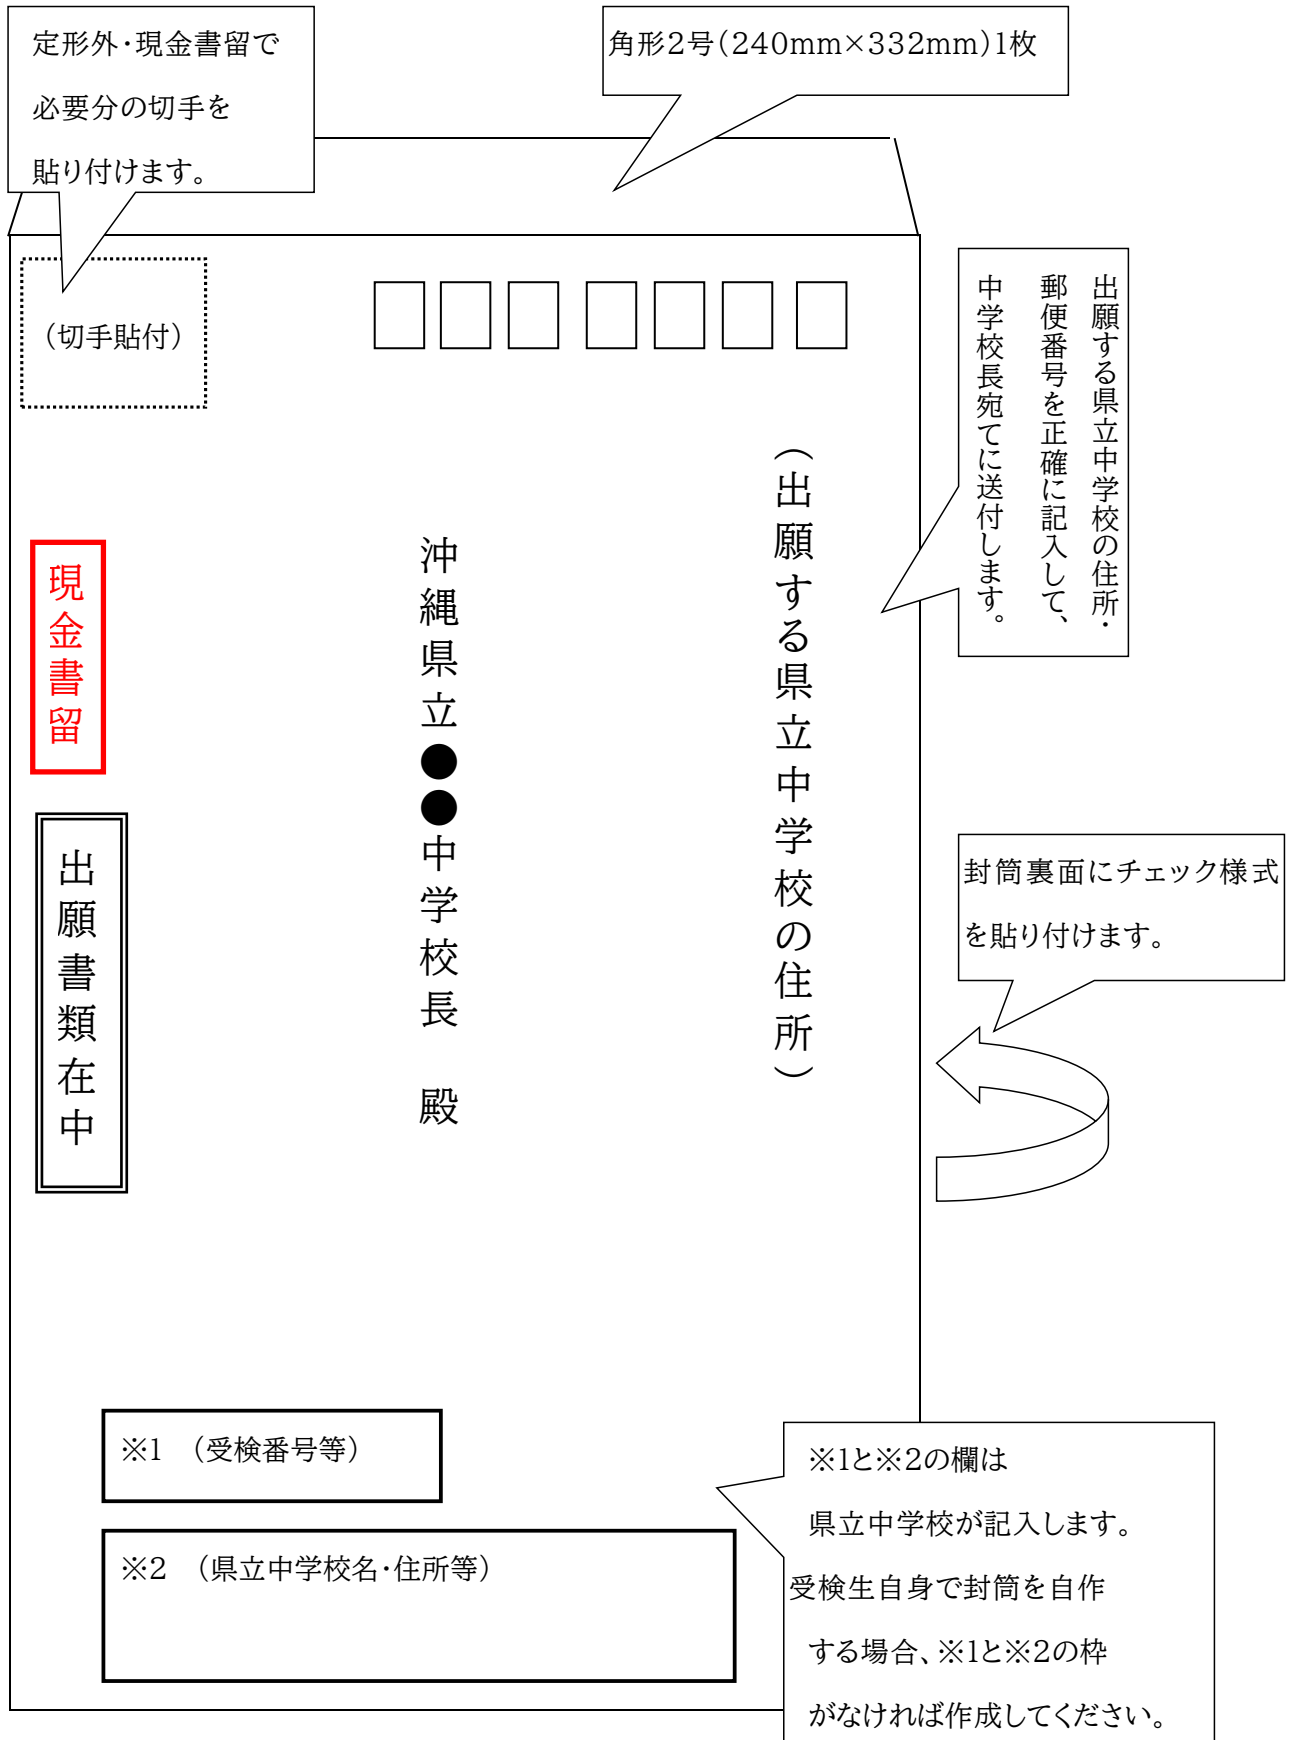 定形外・現金書留で
必要分の切手を
貼り付けます。
角形2号(240mm×332mm)1枚
(切手貼付)
出願する県立中学校の住所・
郵便番号を正確に記入して、
中学校長宛てに送付します。
(出願する県立中学校の住所)
沖縄県立●●中学校長　殿
現金書留
出願書類在中
封筒裏面にチェック様式
を貼り付けます。
※1　(受検番号等)
※2　(県立中学校名・住所等)
※1と※2の欄は
県立中学校が記入します。
受検生自身で封筒を自作
する場合、※1と※2の枠
がなければ作成してください。